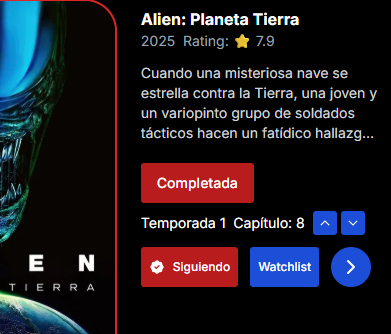 Alien: Planeta Tierra
2025 Rating: ⭐ 7.9
Cuando una misteriosa nave se
estrella contra la Tierra, una joven y
un variopinto grupo de soldados
tácticos hacen un fatídico hallazg...
Completada
Temporada 1 Capítulo: 8
Siguiendo Watchlist
E N
TIERRA